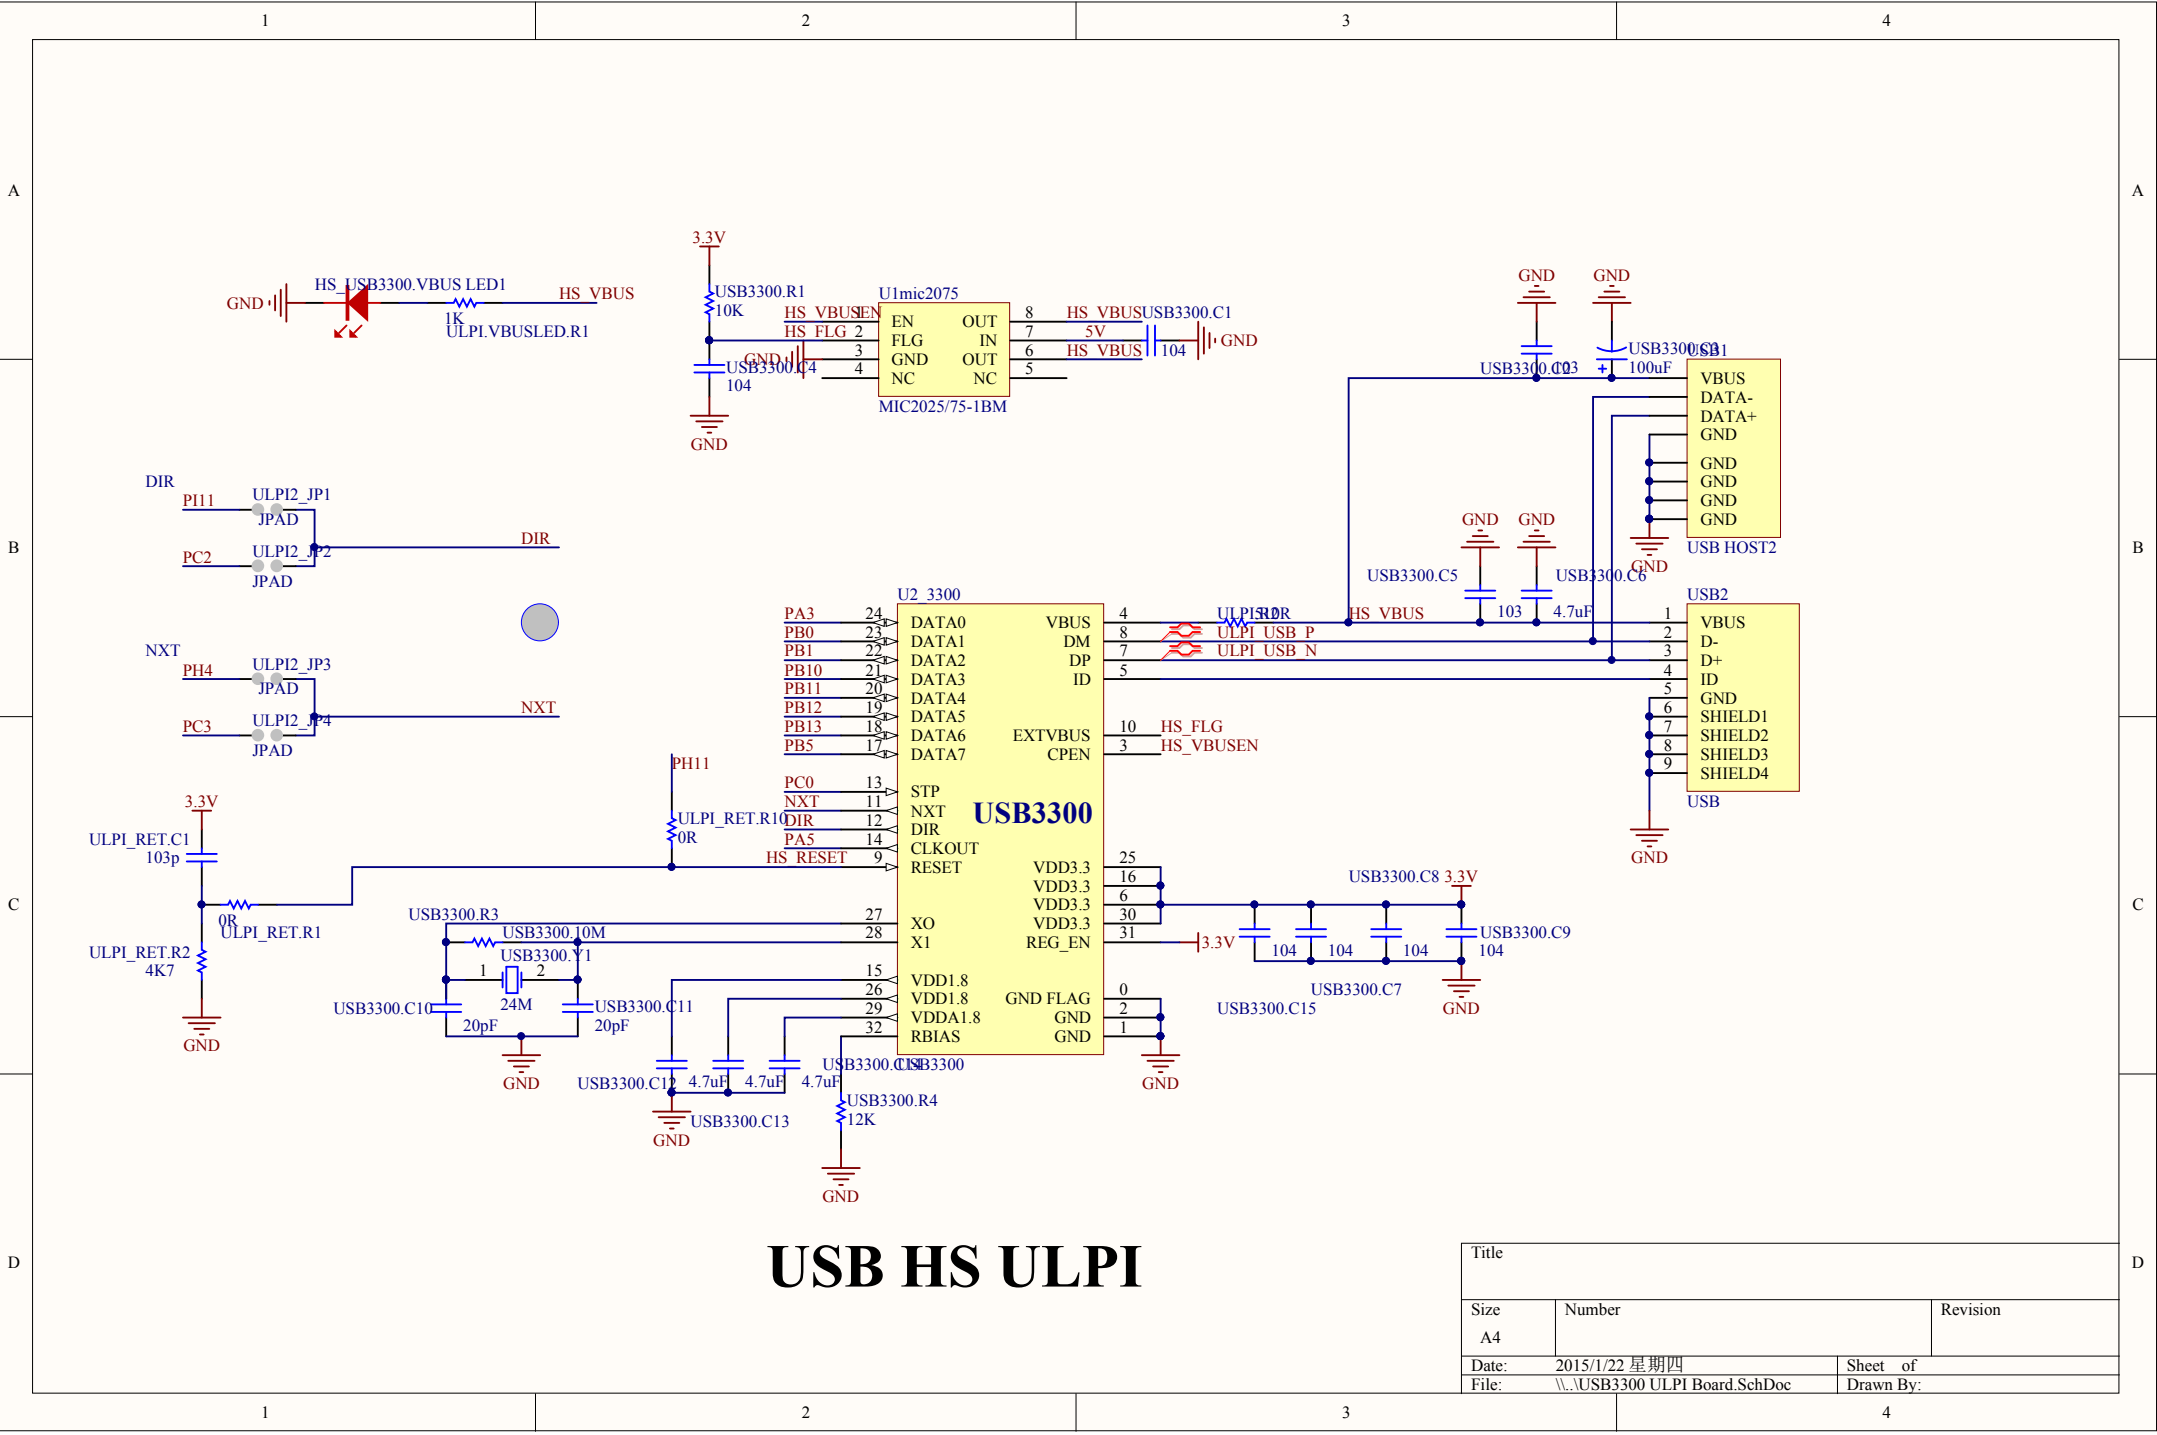 1 2 3 4
A A
3.3V
GND
HS_USB3300.VBUS LED1
1K
ULPI.VBUSLED.R1
HS_VBUS
USB3300.R1
10K
USB3300.C4
104
GND
U1mic2075
HS_VBUSEN 1 EN OUT 8 HS_VBUS
HS_FLG 2 FLG IN 7 5V
GND 3 GND OUT 6 HS_VBUS
4 NC NC 5
MIC2025/75-1BM
USB3300.C1
104
GND
GND GND
USB3300.C2
103
USB3300.C3
100uF
+
USB1
VBUS
DATA-
DATA+
GND
GND
GND
GND
GND
USB HOST2
GND
B B
DIR
PI11
ULPI2_JP1
JPAD
PC2
ULPI2_JP2
JPAD
DIR
NXT
PH4
ULPI2_JP3
JPAD
PC3
ULPI2_JP4
JPAD
NXT
GND GND
USB3300.C5
103
USB3300.C6
4.7uF
U2_3300
PA3 24 DATA0
PB0 23 DATA1
PB1 22 DATA2
PB10 21 DATA3
PB11 20 DATA4
PB12 19 DATA5
PB13 18 DATA6
PB5 17 DATA7
PC0 13 STP
NXT 11 NXT
DIR 12 DIR
PA5 14 CLKOUT
HS_RESET 9 RESET
27 XO
28 X1
15 VDD1.8
26 VDD1.8
29 VDDA1.8
32 RBIAS
USB3300
VBUS 4
DM 8
DP 7
ID 5
EXTVBUS 10 HS_FLG
CPEN 3 HS_VBUSEN
VDD3.3 25
VDD3.3 16
VDD3.3 6
VDD3.3 30
REG_EN 31 3.3V
GND FLAG 0
GND 2
GND 1
USB3300
GND
HS_VBUS
ULPI_USB_P
ULPI_USB_N
USB2
1 VBUS
2 D-
3 D+
4 ID
5 GND
6 SHIELD1
7 SHIELD2
8 SHIELD3
9 SHIELD4
USB
GND
PH11
ULPI_RET.R10
0R
C C
3.3V
ULPI_RET.C1
103p
0R
ULPI_RET.R1
ULPI_RET.R2
4K7
GND
USB3300.R3
USB3300.10M
USB3300.Y1
1 2
24M
USB3300.C10
20pF
USB3300.C11
20pF
GND
USB3300.C12
4.7uF 4.7uF 4.7uF
USB3300.C13
USB3300.C14
GND
USB3300.R4
12K
GND
USB3300.C8 3.3V
104 104 104 104
USB3300.C9
USB3300.C7
USB3300.C15
GND
D D
USB HS ULPI
Title
Size Number Revision
A4
Date: 2015/1/22 星期四 Sheet of
File: \\..\USB3300 ULPI Board.SchDoc Drawn By:
1 2 3 4